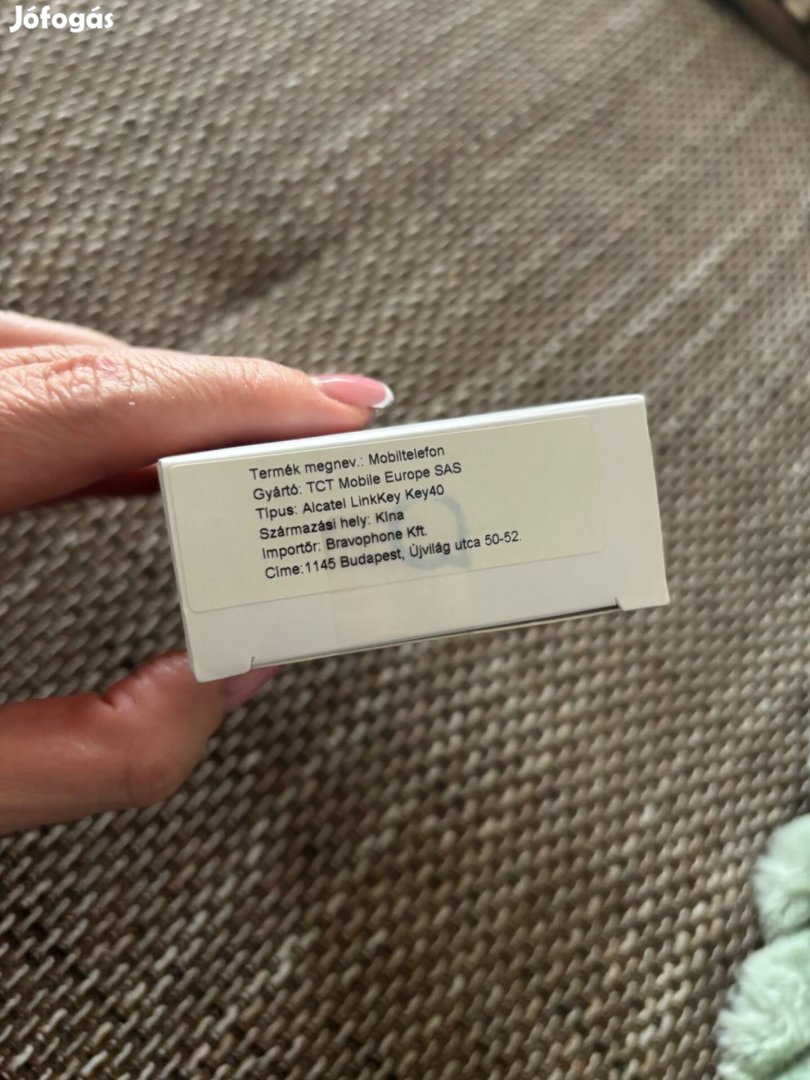 Jófogás
Termék megnev.: Mobiltelefon
Gyártó: TCT Mobile Europe SAS
Típus: Alcatel LinkKey Key40
Származási hely: Kína
Importőr: Bravophone Kft.
Címe:1145 Budapest, Újvilág utca 50-52.